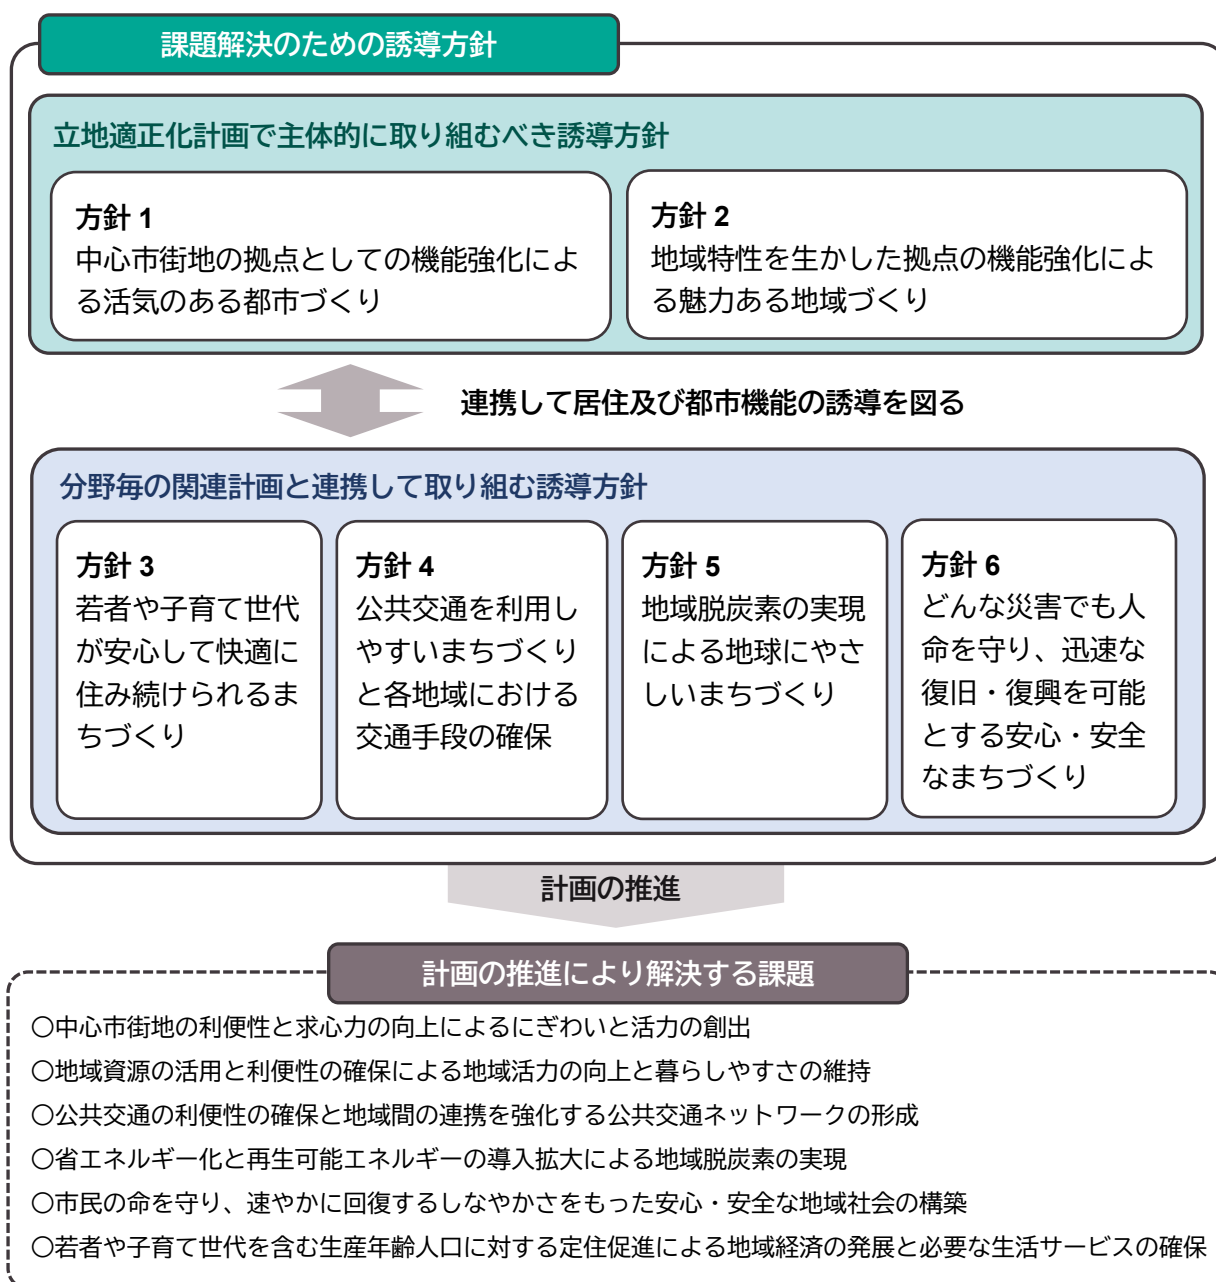 課題解決のための誘導方針
立地適正化計画で主体的に取り組むべき誘導方針
方針 1
中心市街地の拠点としての機能強化によ
る活気のある都市づくり
方針 2
地域特性を生かした拠点の機能強化によ
る魅力ある地域づくり
連携して居住及び都市機能の誘導を図る
分野毎の関連計画と連携して取り組む誘導方針
方針 3
若者や子育て世代
が安心して快適に
住み続けられるま
ちづくり
方針 4
公共交通を利用し
やすいまちづくり
と各地域における
交通手段の確保
方針 5
地域脱炭素の実現
による地球にやさ
しいまちづくり
方針 6
どんな災害でも人
命を守り、迅速な
復旧・復興を可能
とする安心・安全
なまちづくり
計画の推進
計画の推進により解決する課題
〇中心市街地の利便性と求心力の向上によるにぎわいと活力の創出
〇地域資源の活用と利便性の確保による地域活力の向上と暮らしやすさの維持
〇公共交通の利便性の確保と地域間の連携を強化する公共交通ネットワークの形成
〇省エネルギー化と再生可能エネルギーの導入拡大による地域脱炭素の実現
〇市民の命を守り、速やかに回復するしなやかさをもった安心・安全な地域社会の構築
〇若者や子育て世代を含む生産年齢人口に対する定住促進による地域経済の発展と必要な生活サービスの確保